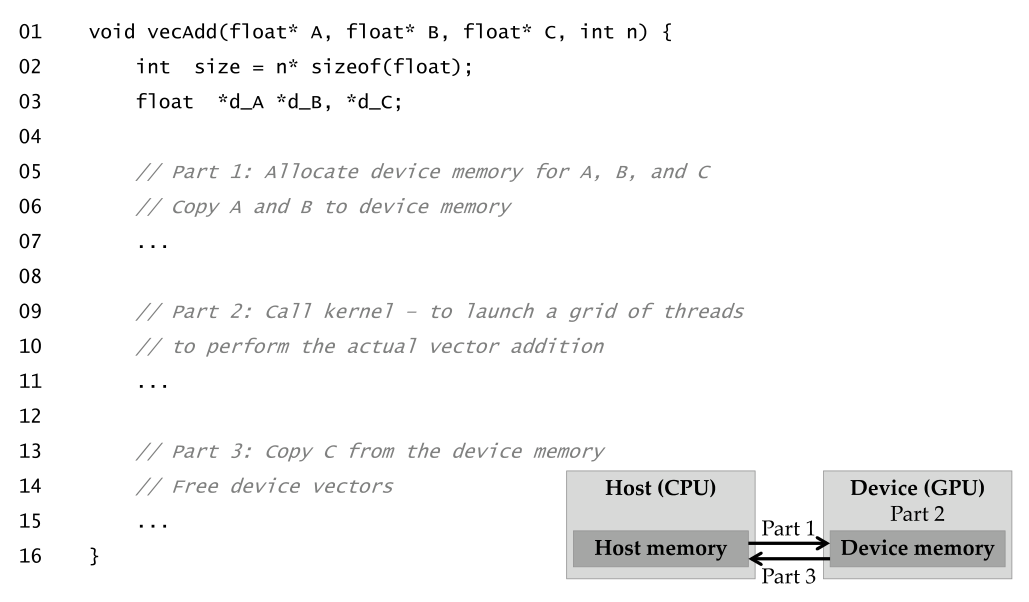 01 void vecAdd(float* A, float* B, float* C, int n) {
02 int size = n* sizeof(float);
03 float *d_A *d_B, *d_C;
04
05 // Part 1: Allocate device memory for A, B, and C
06 // Copy A and B to device memory
07 ...
08
09 // Part 2: Call kernel – to launch a grid of threads
10 // to perform the actual vector addition
11 ...
12
13 // Part 3: Copy C from the device memory
14 // Free device vectors
15 ...
16 }
Host (CPU)
Host memory
Part 1
Part 3
Device (GPU)
Part 2
Device memory